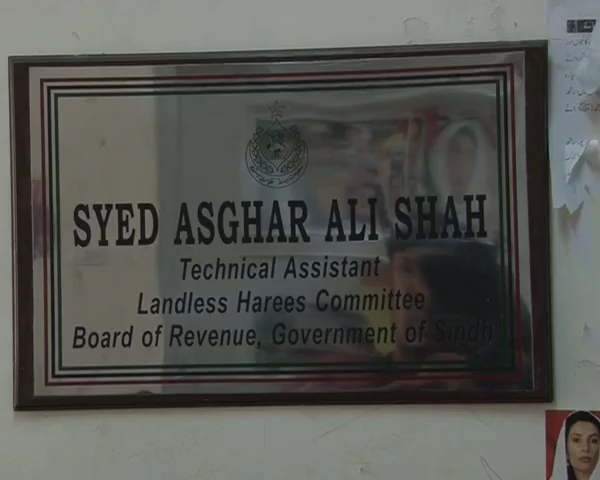 SYED ASGHAR ALI SHAH
Technical Assistant
Landless Harees Committee
Board of Revenue, Government of Sindh